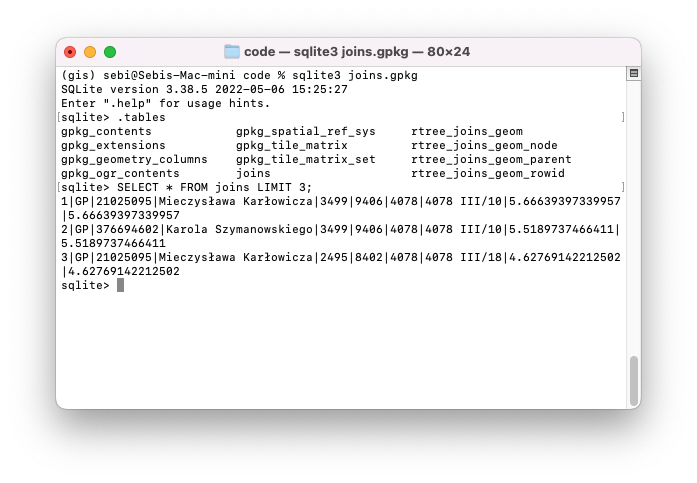 code — sqlite3 joins.gpkg — 80×24
(gis) sebi@Sebis-Mac-mini code % sqlite3 joins.gpkg
SQLite version 3.38.5 2022-05-06 15:25:27
Enter ".help" for usage hints.
[sqlite> .tables ]
gpkg_contents gpkg_spatial_ref_sys rtree_joins_geom
gpkg_extensions gpkg_tile_matrix rtree_joins_geom_node
gpkg_geometry_columns gpkg_tile_matrix_set rtree_joins_geom_parent
gpkg_ogr_contents joins rtree_joins_geom_rowid
[sqlite> SELECT * FROM joins LIMIT 3; ]
1|GP|21025095|Mieczysława Karłowicza|3499|9406|4078|4078 III/10|5.66639397339957
|5.66639397339957
2|GP|376694602|Karola Szymanowskiego|3499|9406|4078|4078 III/10|5.5189737466411|
5.5189737466411
3|GP|21025095|Mieczysława Karłowicza|2495|8402|4078|4078 III/18|4.62769142212502
|4.62769142212502
sqlite>